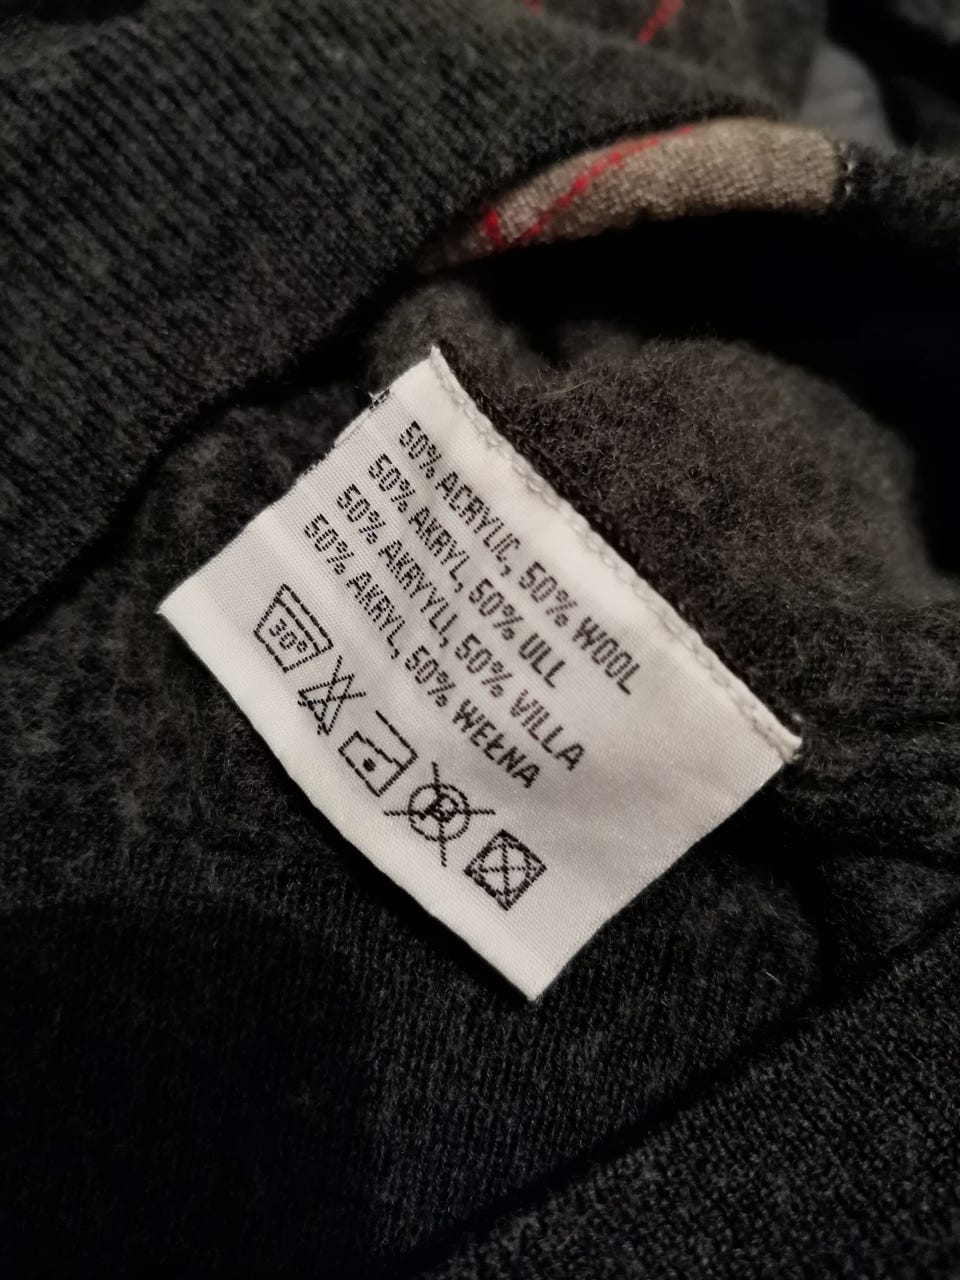 50% ACRYLIC, 50% WOOL
50% AKRYL, 50% ULL
50% AKRYYLI, 50% VILLA
50% AKRYL, 50% WEŁNA
30°